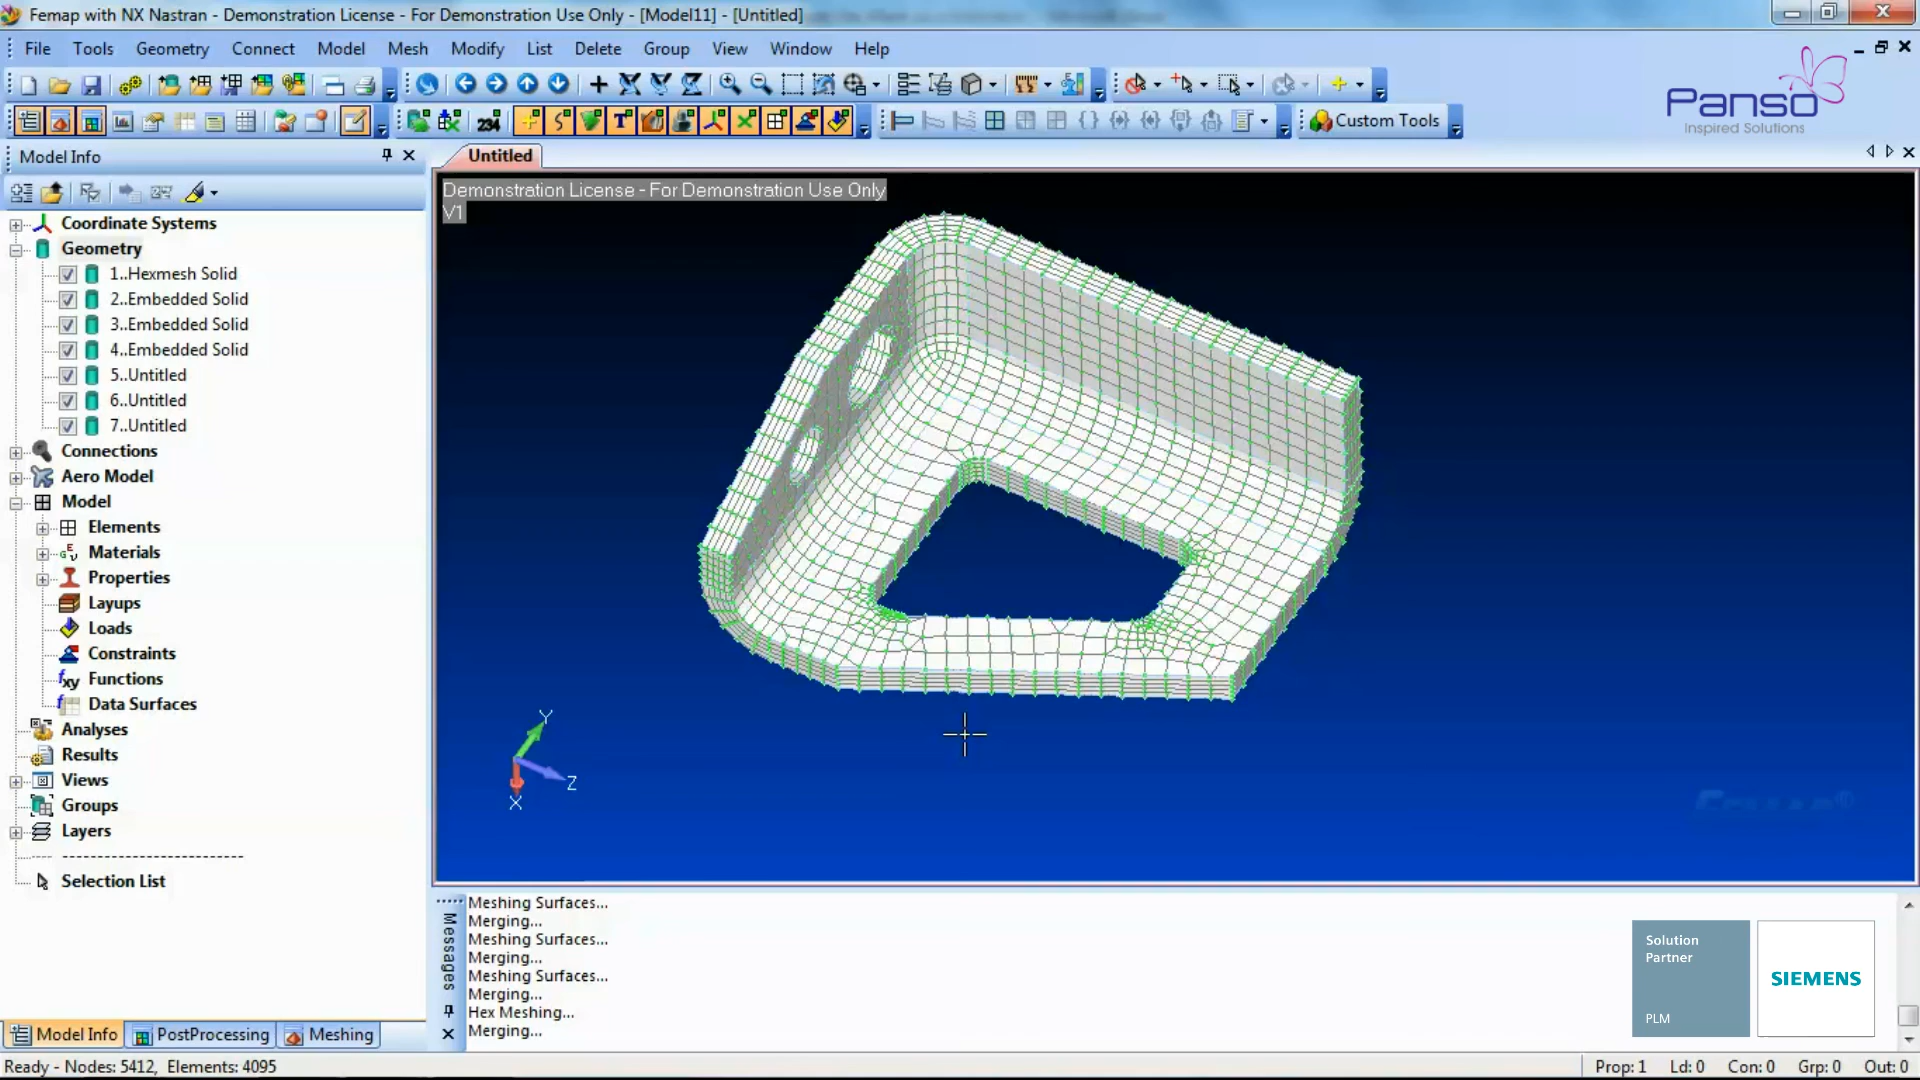 Femap with NX Nastran - Demonstration License - For Demonstration Use Only - [Model11] - [Untitled]
File Tools Geometry Connect Model Mesh Modify List Delete Group View Window Help
234
Custom Tools
Panso
Inspired Solutions
Model Info
Untitled
Demonstration License - For Demonstration Use Only
V1
Coordinate Systems
Geometry
1..Hexmesh Solid
2..Embedded Solid
3..Embedded Solid
4..Embedded Solid
5..Untitled
6..Untitled
7..Untitled
Connections
Aero Model
Model
Elements
Materials
Properties
Layups
Loads
Constraints
Functions
Data Surfaces
Analyses
Results
Views
Groups
Layers
Selection List
Y
Z
X
Messages
Meshing Surfaces...
Merging...
Meshing Surfaces...
Merging...
Meshing Surfaces...
Merging...
Hex Meshing...
Merging...
Solution
Partner
PLM
SIEMENS
Model Info PostProcessing Meshing
Ready - Nodes: 5412, Elements: 4095
Prop: 1 Ld: 0 Con: 0 Grp: 0 Out: 0